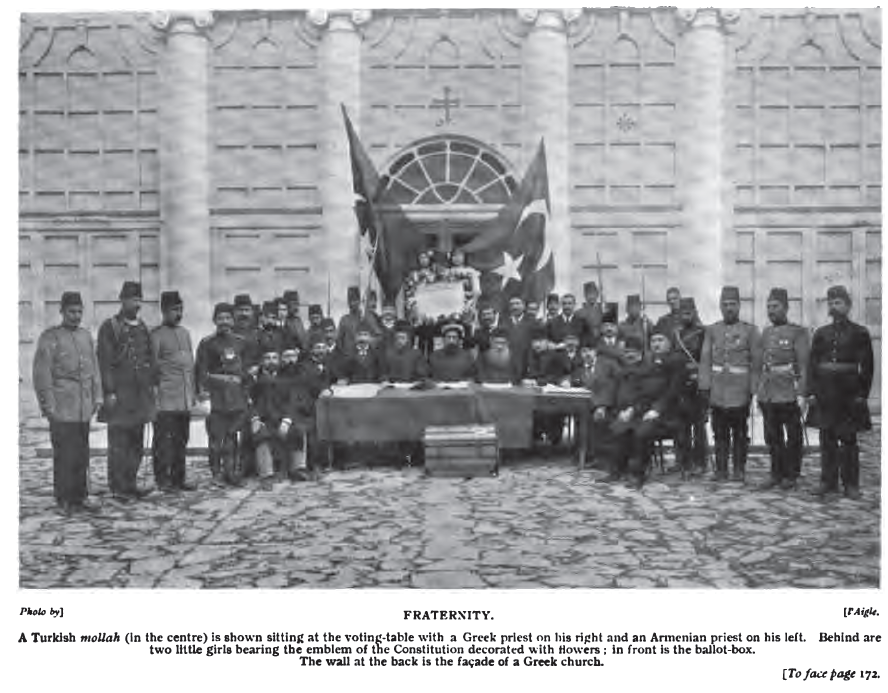 Photo by]
FRATERNITY.
[l'Aigle.
A Turkish mollah (in the centre) is shown sitting at the voting-table with a Greek priest on his right and an Armenian priest on his left. Behind are
two little girls bearing the emblem of the Constitution decorated with flowers ; in front is the ballot-box.
The wall at the back is the façade of a Greek church.
[To face page 172.